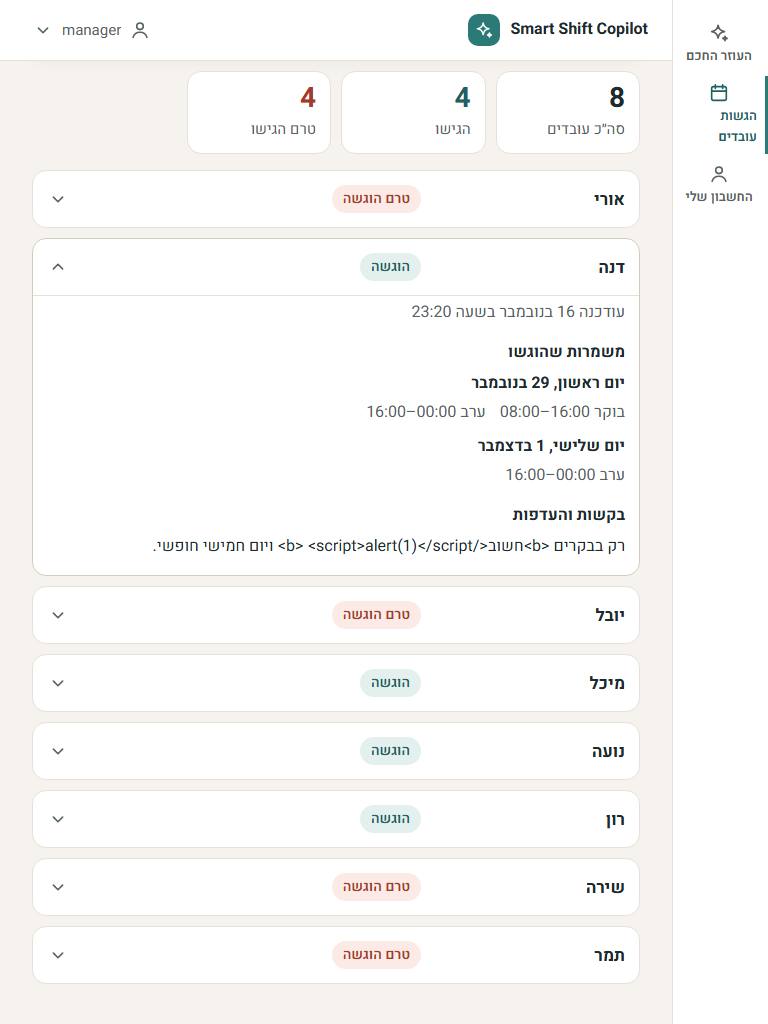 Smart Shift Copilot
manager
העוזר החכם
הגשות
עובדים
החשבון שלי
8
סה״כ עובדים
4
הגישו
4
טרם הגישו
אורי
טרם הוגשה
דנה
הוגשה
עודכנה 16 בנובמבר בשעה 23:20
משמרות שהוגשו
יום ראשון, 29 בנובמבר
בוקר 08:00–16:00 ערב 16:00–00:00
יום שלישי, 1 בדצמבר
ערב 16:00–00:00
בקשות והעדפות
רק בבקרים <b>חשוב</b> <script>alert(1)</script> ויום חמישי חופשי.
יובל
טרם הוגשה
מיכל
הוגשה
נועה
הוגשה
רון
הוגשה
שירה
טרם הוגשה
תמר
טרם הוגשה